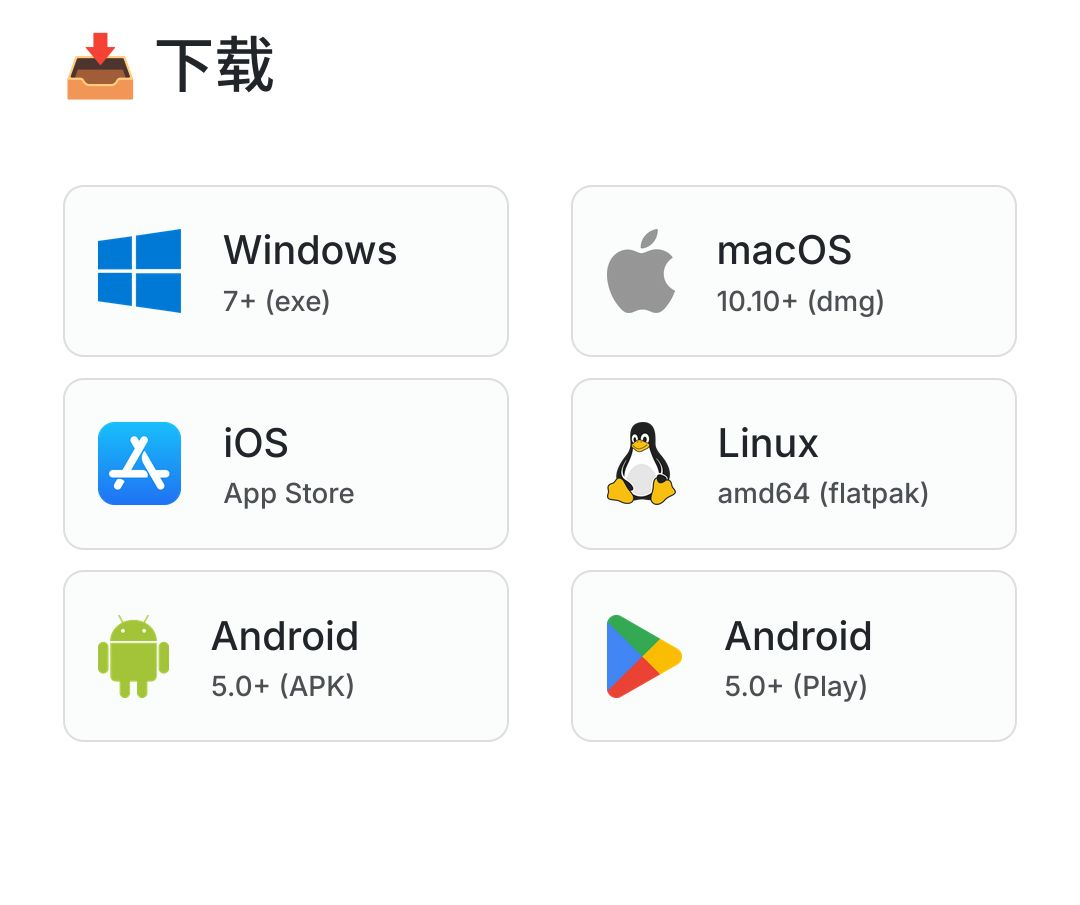 下载
Windows
7+ (exe)
macOS
10.10+ (dmg)
iOS
App Store
Linux
amd64 (flatpak)
Android
5.0+ (APK)
Android
5.0+ (Play)